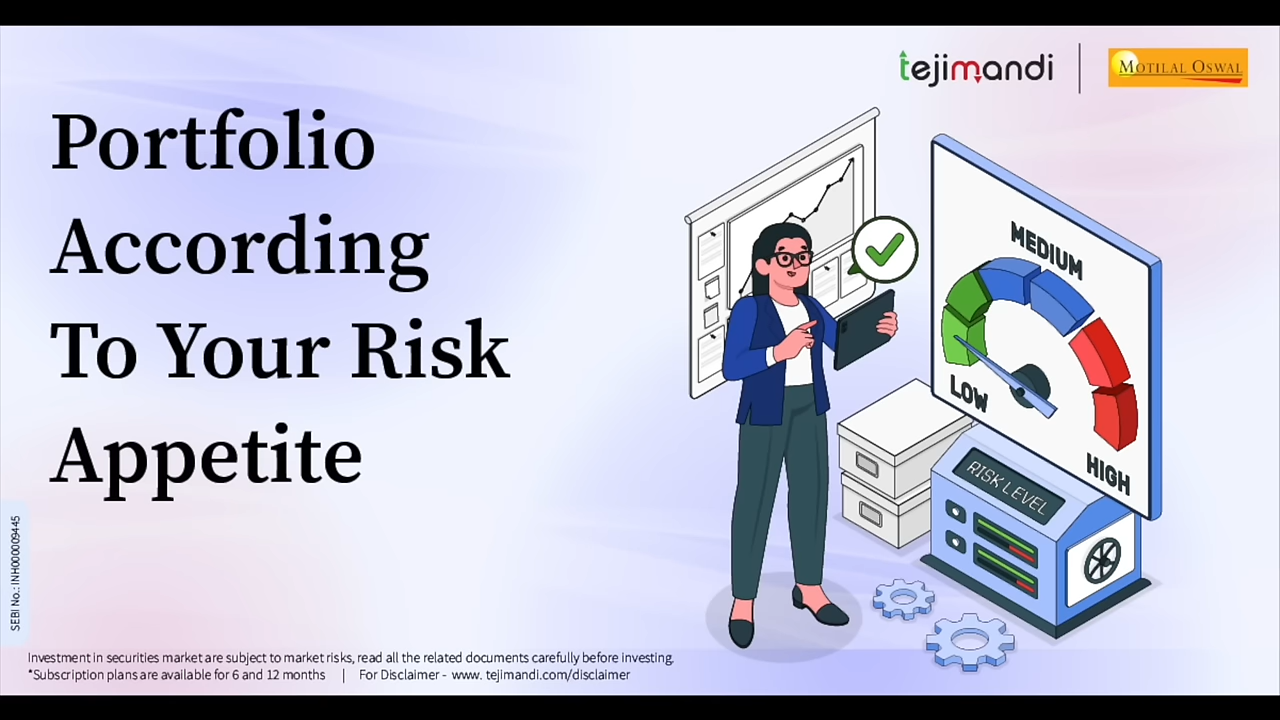 tejimandi
MOTILAL OSWAL
Portfolio
According
To Your Risk
Appetite
MEDIUM
LOW
HIGH
RISK LEVEL
SEBI No.: INH000009445
Investment in securities market are subject to market risks, read all the related documents carefully before investing.
*Subscription plans are available for 6 and 12 months | For Disclaimer - www. tejimandi.com/disclaimer